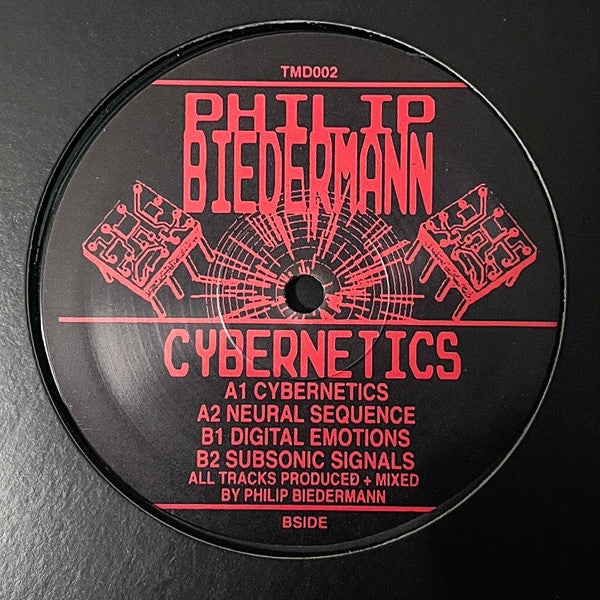 TMD002
PHILIP
BIEDERMANN
CYBERNETICS
A1 CYBERNETICS
A2 NEURAL SEQUENCE
B1 DIGITAL EMOTIONS
B2 SUBSONIC SIGNALS
ALL TRACKS PRODUCED + MIXED
BY PHILIP BIEDERMANN
BSIDE